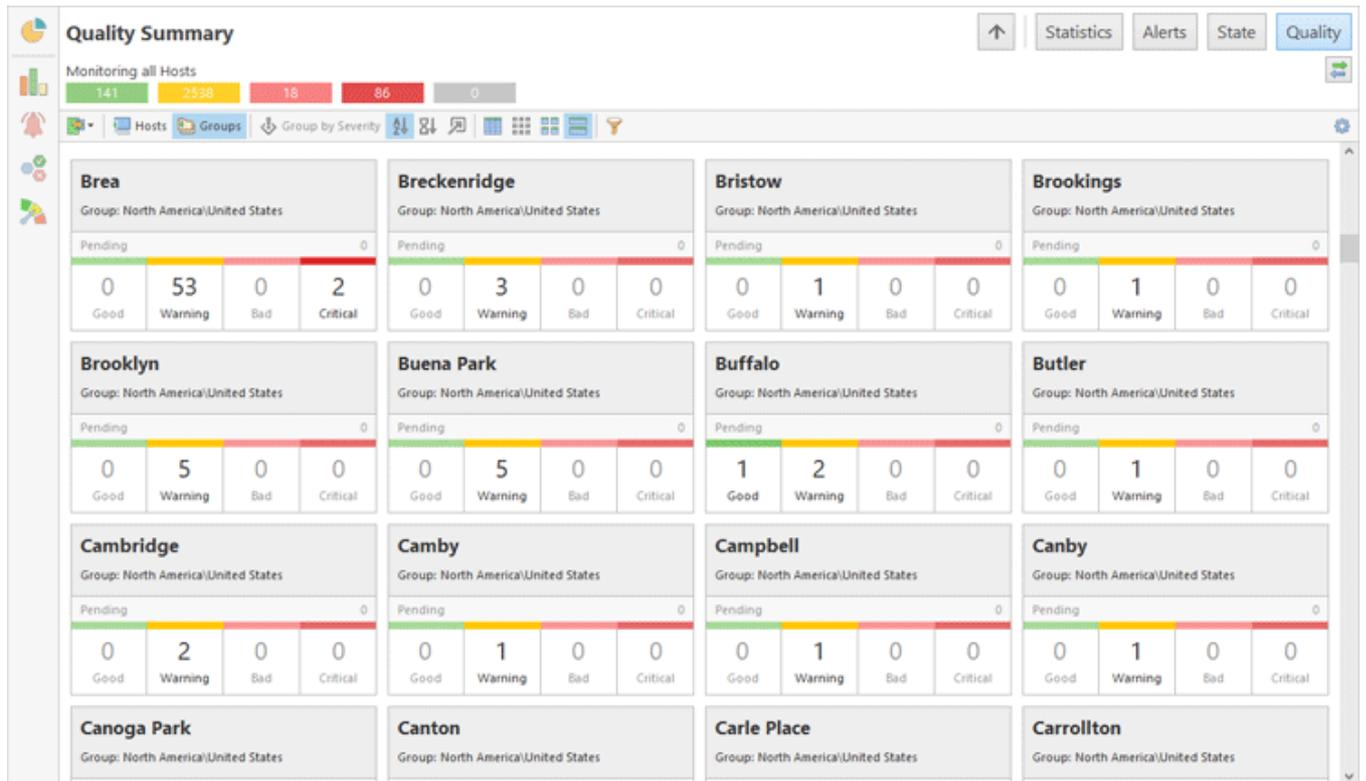 Quality Summary
Statistics Alerts State Quality
Monitoring all Hosts
141 2538 18 86 0
Hosts Groups Group by Severity
Brea Breckenridge Bristow Brookings
Group: North America\United States Group: North America\United States Group: North America\United States Group: North America\United States
Pending 0 Pending 0 Pending 0 Pending 0
0 53 0 2 0 3 0 0 0 1 0 0 0 1 0 0
Good Warning Bad Critical Good Warning Bad Critical Good Warning Bad Critical Good Warning Bad Critical
Brooklyn Buena Park Buffalo Butler
Group: North America\United States Group: North America\United States Group: North America\United States Group: North America\United States
Pending 0 Pending 0 Pending 0 Pending 0
0 5 0 0 0 5 0 0 1 2 0 0 0 1 0 0
Good Warning Bad Critical Good Warning Bad Critical Good Warning Bad Critical Good Warning Bad Critical
Cambridge Camby Campbell Canby
Group: North America\United States Group: North America\United States Group: North America\United States Group: North America\United States
Pending 0 Pending 0 Pending 0 Pending 0
0 2 0 0 0 1 0 0 0 1 0 0 0 1 0 0
Good Warning Bad Critical Good Warning Bad Critical Good Warning Bad Critical Good Warning Bad Critical
Canoga Park Canton Carle Place Carrollton
Group: North America\United States Group: North America\United States Group: North America\United States Group: North America\United States